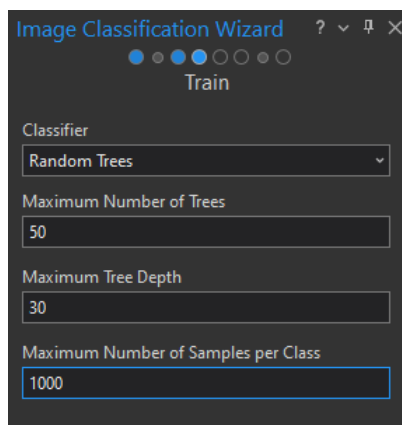 Image Classification Wizard ?
Train
Classifier
Random Trees
Maximum Number of Trees
50
Maximum Tree Depth
30
Maximum Number of Samples per Class
1000